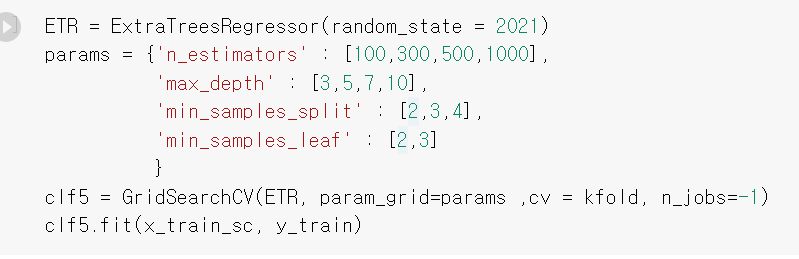 ETR = ExtraTreesRegressor(random_state = 2021)
params = {'n_estimators' : [100,300,500,1000],
'max_depth' : [3,5,7,10],
'min_samples_split' : [2,3,4],
'min_samples_leaf' : [2,3]
}
clf5 = GridSearchCV(ETR, param_grid=params ,cv = kfold, n_jobs=-1)
clf5.fit(x_train_sc, y_train)